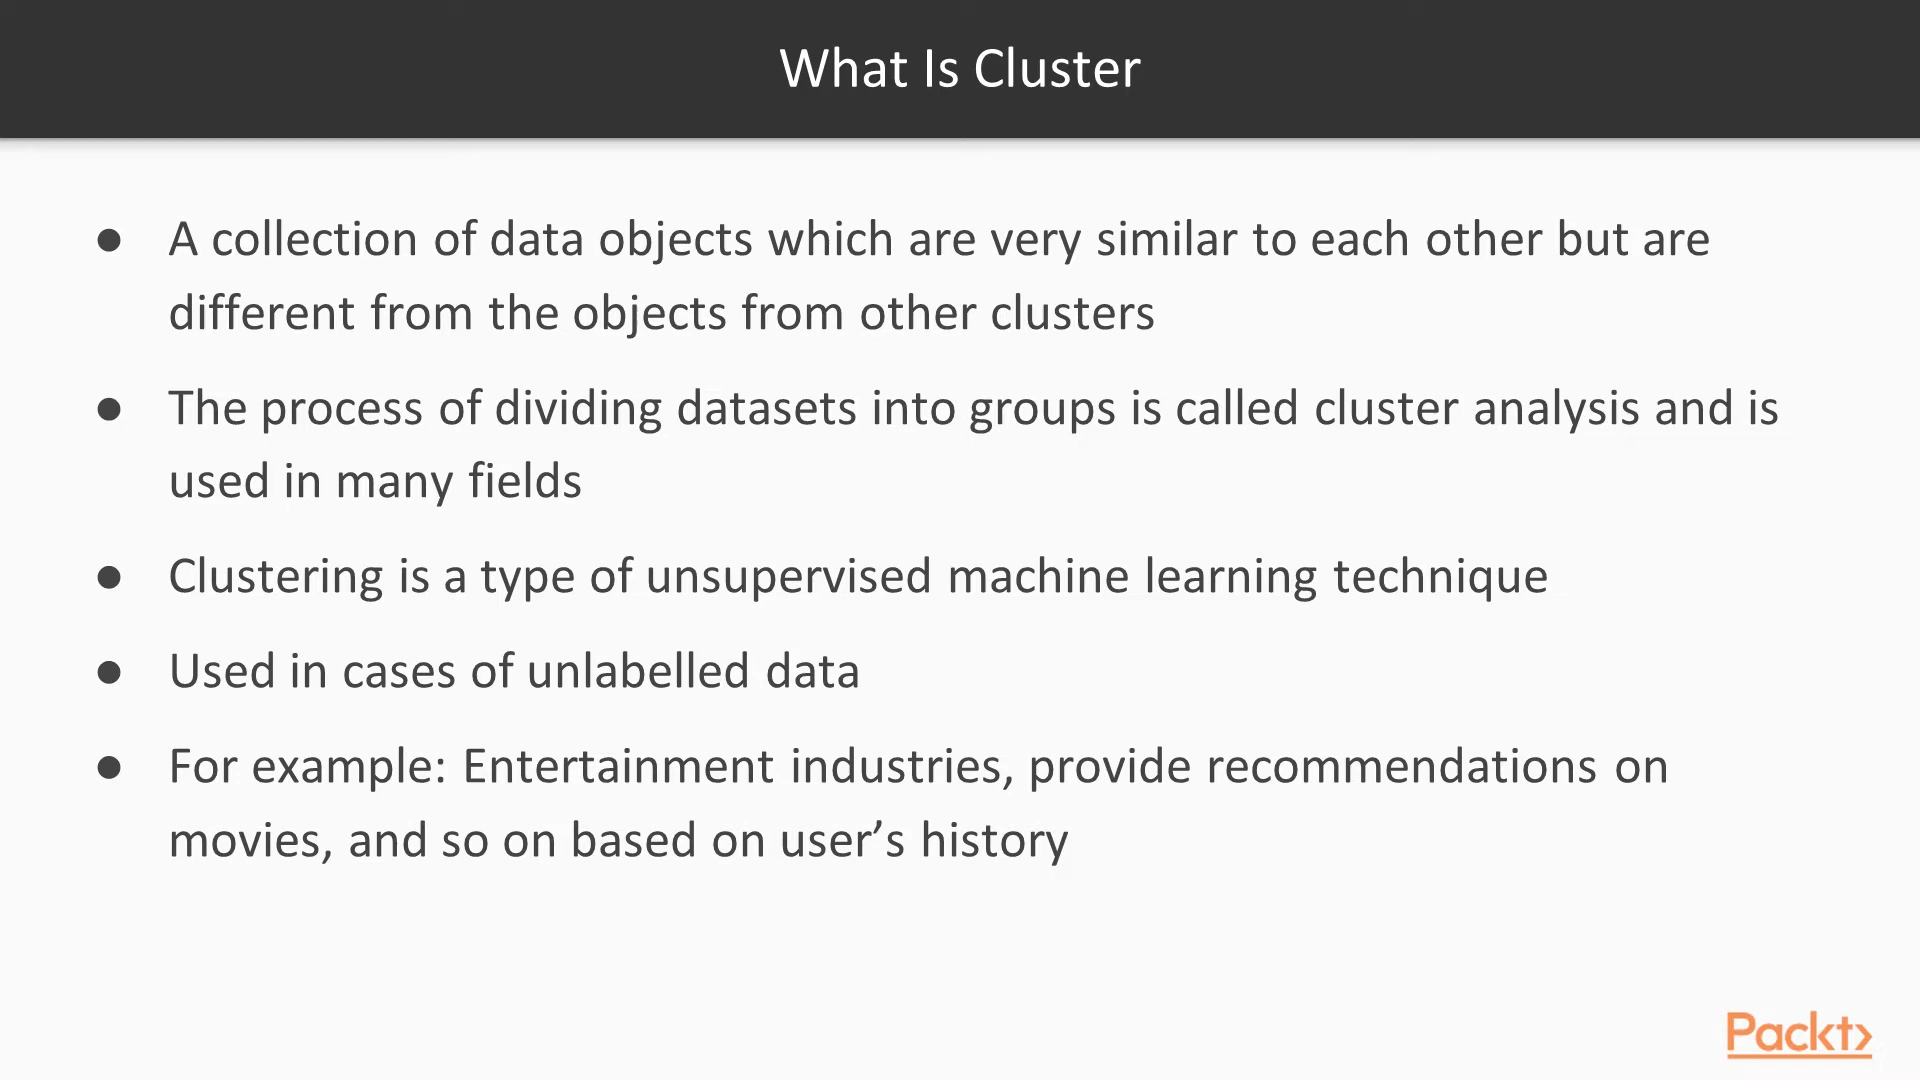 What Is Cluster
● A collection of data objects which are very similar to each other but are
different from the objects from other clusters
● The process of dividing datasets into groups is called cluster analysis and is
used in many fields
● Clustering is a type of unsupervised machine learning technique
● Used in cases of unlabelled data
● For example: Entertainment industries, provide recommendations on
movies, and so on based on user’s history
Packt>